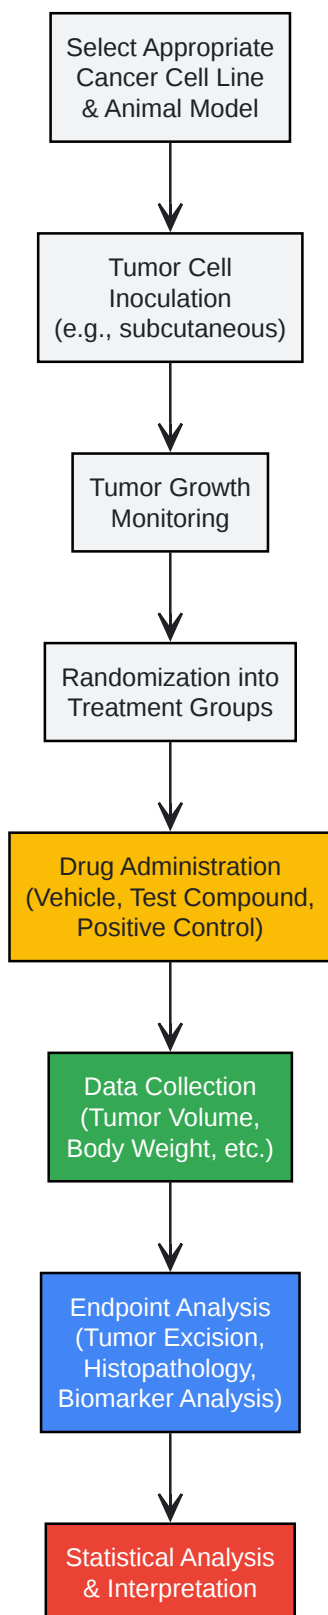 Select Appropriate
Cancer Cell Line
& Animal Model
Tumor Cell
Inoculation
(e.g., subcutaneous)
Tumor Growth
Monitoring
Randomization into
Treatment Groups
Drug Administration
(Vehicle, Test Compound,
Positive Control)
Data Collection
(Tumor Volume,
Body Weight, etc.)
Endpoint Analysis
(Tumor Excision,
Histopathology,
Biomarker Analysis)
Statistical Analysis
& Interpretation